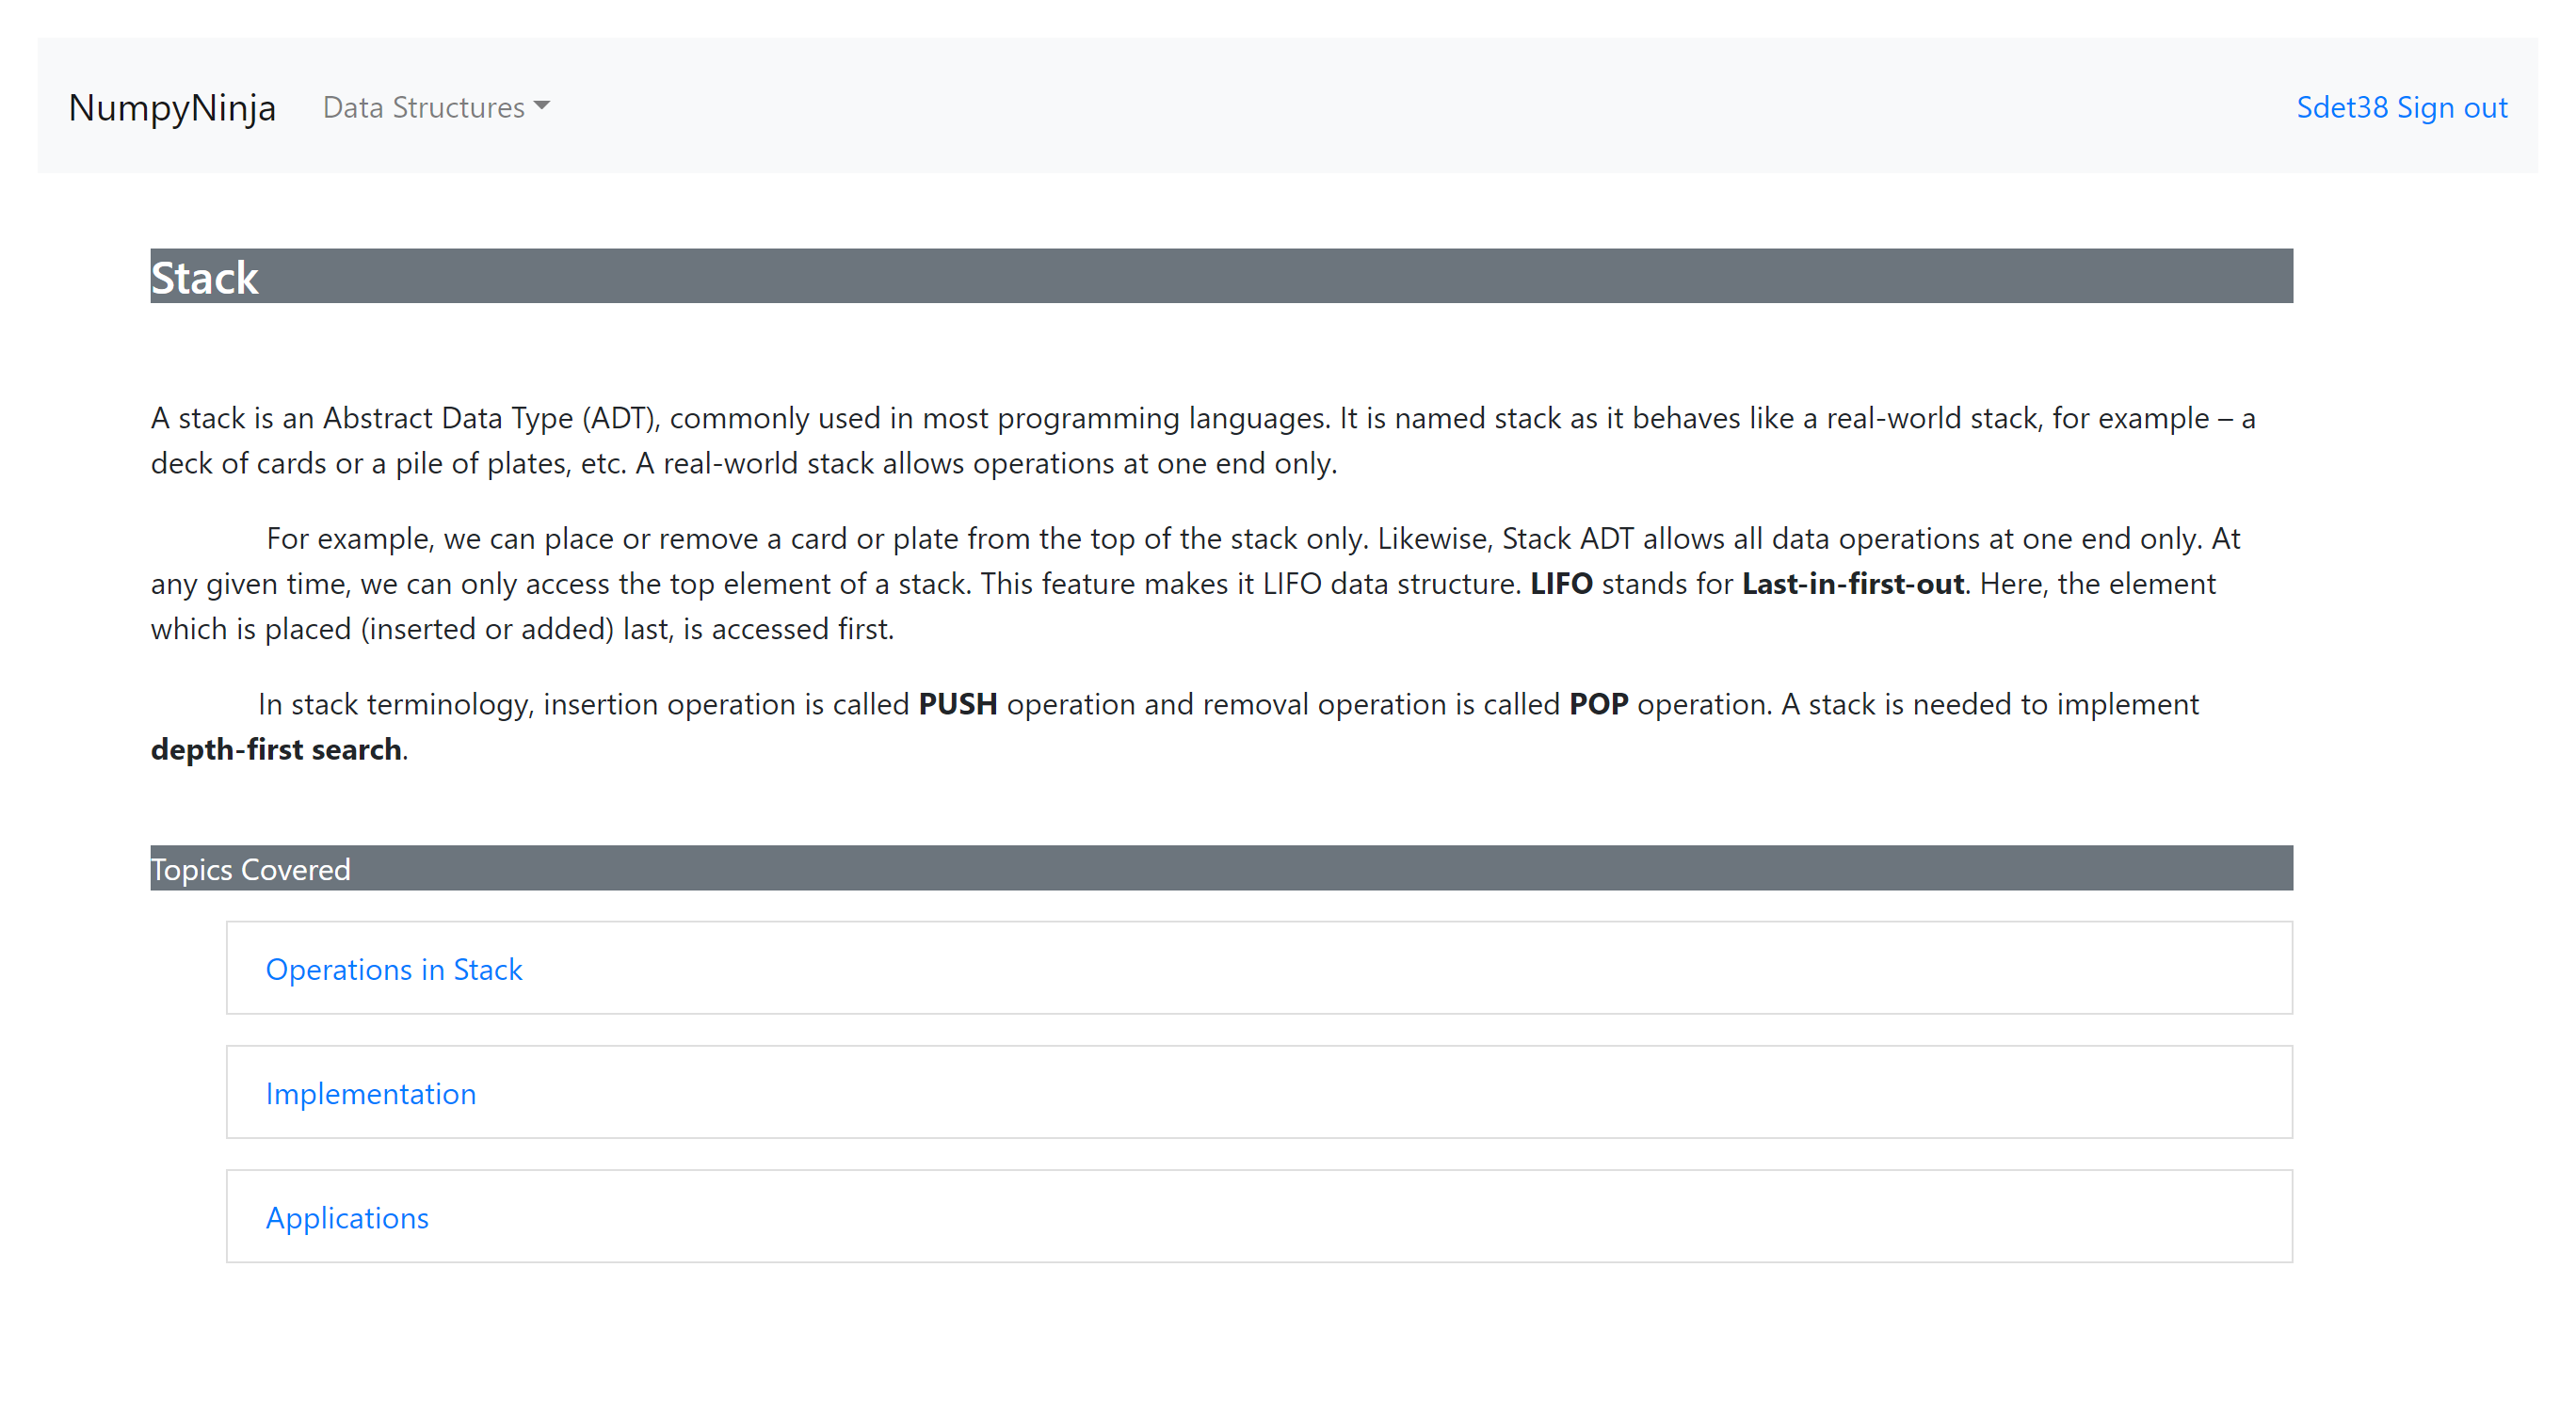 NumpyNinja Data Structures Sdet38 Sign out
Stack
A stack is an Abstract Data Type (ADT), commonly used in most programming languages. It is named stack as it behaves like a real-world stack, for example – a
deck of cards or a pile of plates, etc. A real-world stack allows operations at one end only.
For example, we can place or remove a card or plate from the top of the stack only. Likewise, Stack ADT allows all data operations at one end only. At
any given time, we can only access the top element of a stack. This feature makes it LIFO data structure. LIFO stands for Last-in-first-out. Here, the element
which is placed (inserted or added) last, is accessed first.
In stack terminology, insertion operation is called PUSH operation and removal operation is called POP operation. A stack is needed to implement
depth-first search.
Topics Covered
Operations in Stack
Implementation
Applications